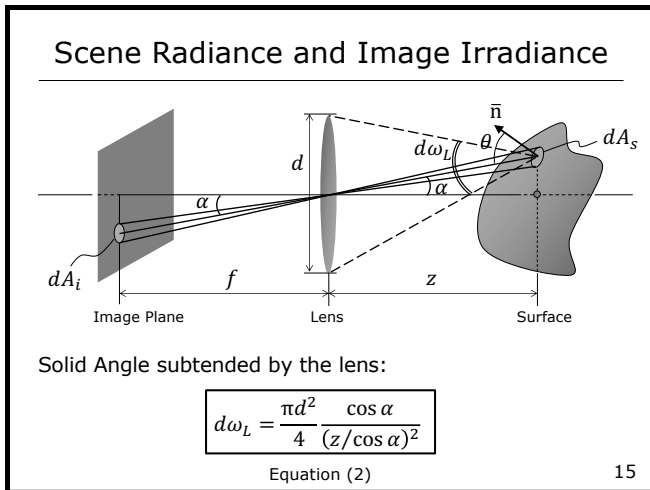 Scene Radiance and Image Irradiance
n̄
d
dω_L
θ
dA_s
α
α
dA_i
f
z
Image Plane
Lens
Surface
Solid Angle subtended by the lens:
dω_L = πd²/4 cos α/(z/cos α)²
Equation (2)
15